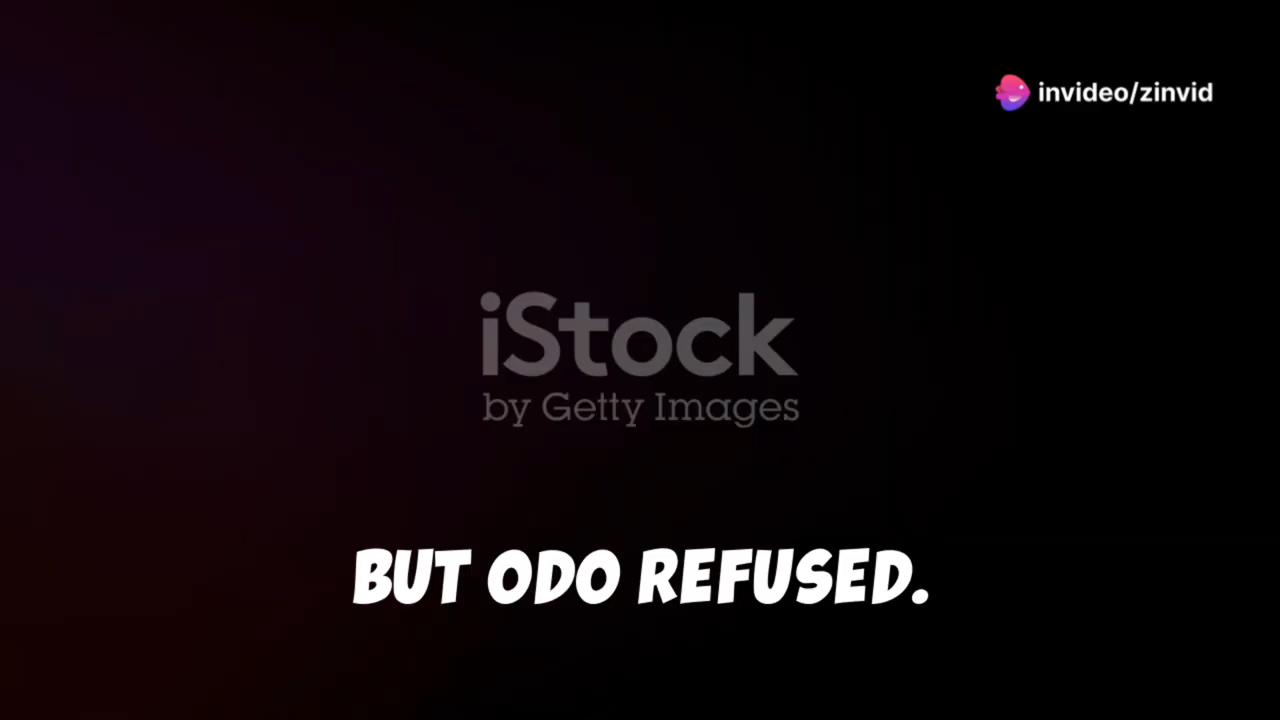 invideo/zinvid
iStock
by Getty Images
BUT ODO REFUSED.